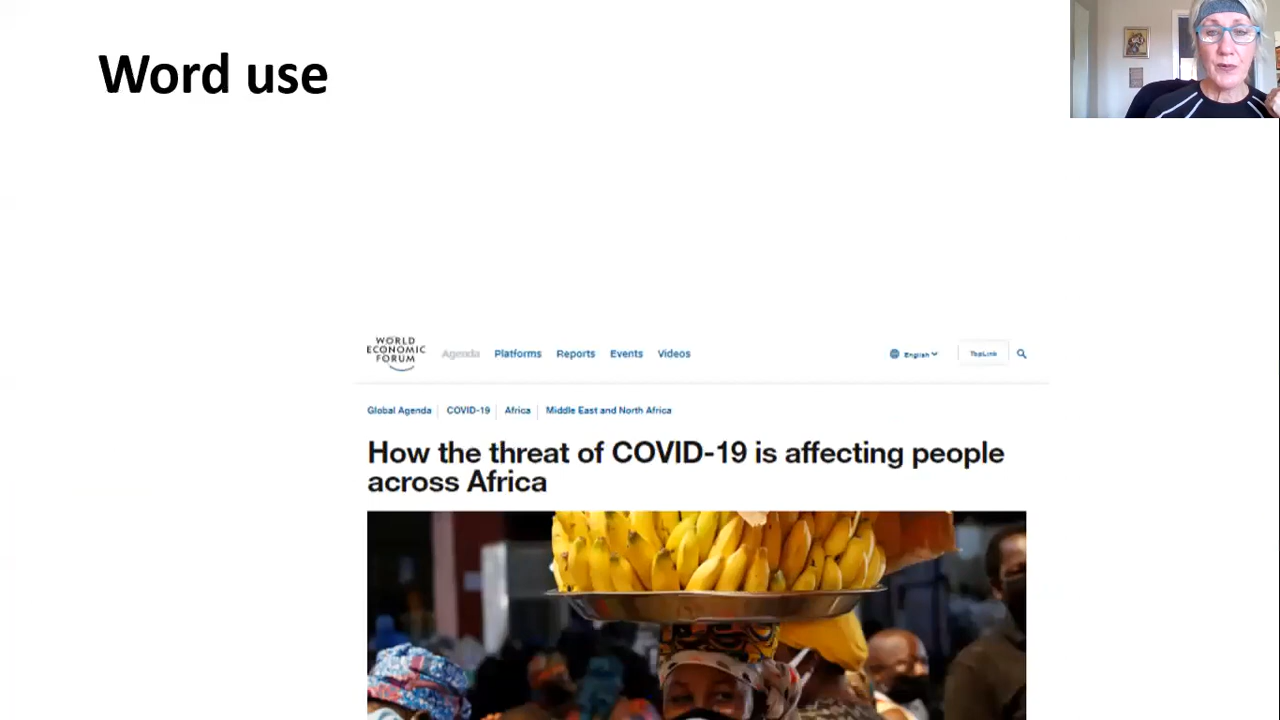 Word use
WORLD
ECONOMIC
FORUM
Agenda Platforms Reports Events Videos
English
TopLink
Global Agenda COVID-19 Africa Middle East and North Africa
How the threat of COVID-19 is affecting people
across Africa